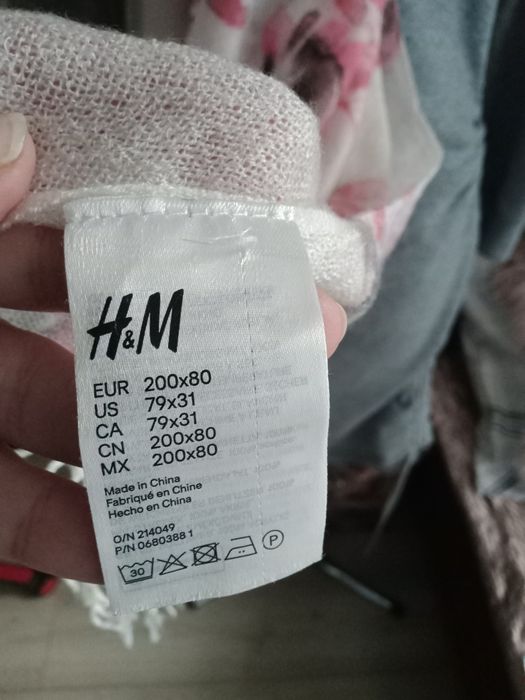 H&M
EUR 200x80
US 79x31
CA 79x31
CN 200x80
MX 200x80
Made in China
Fabriqué en Chine
Hecho en China
O/N 214049
P/N 0680388 1
30 P